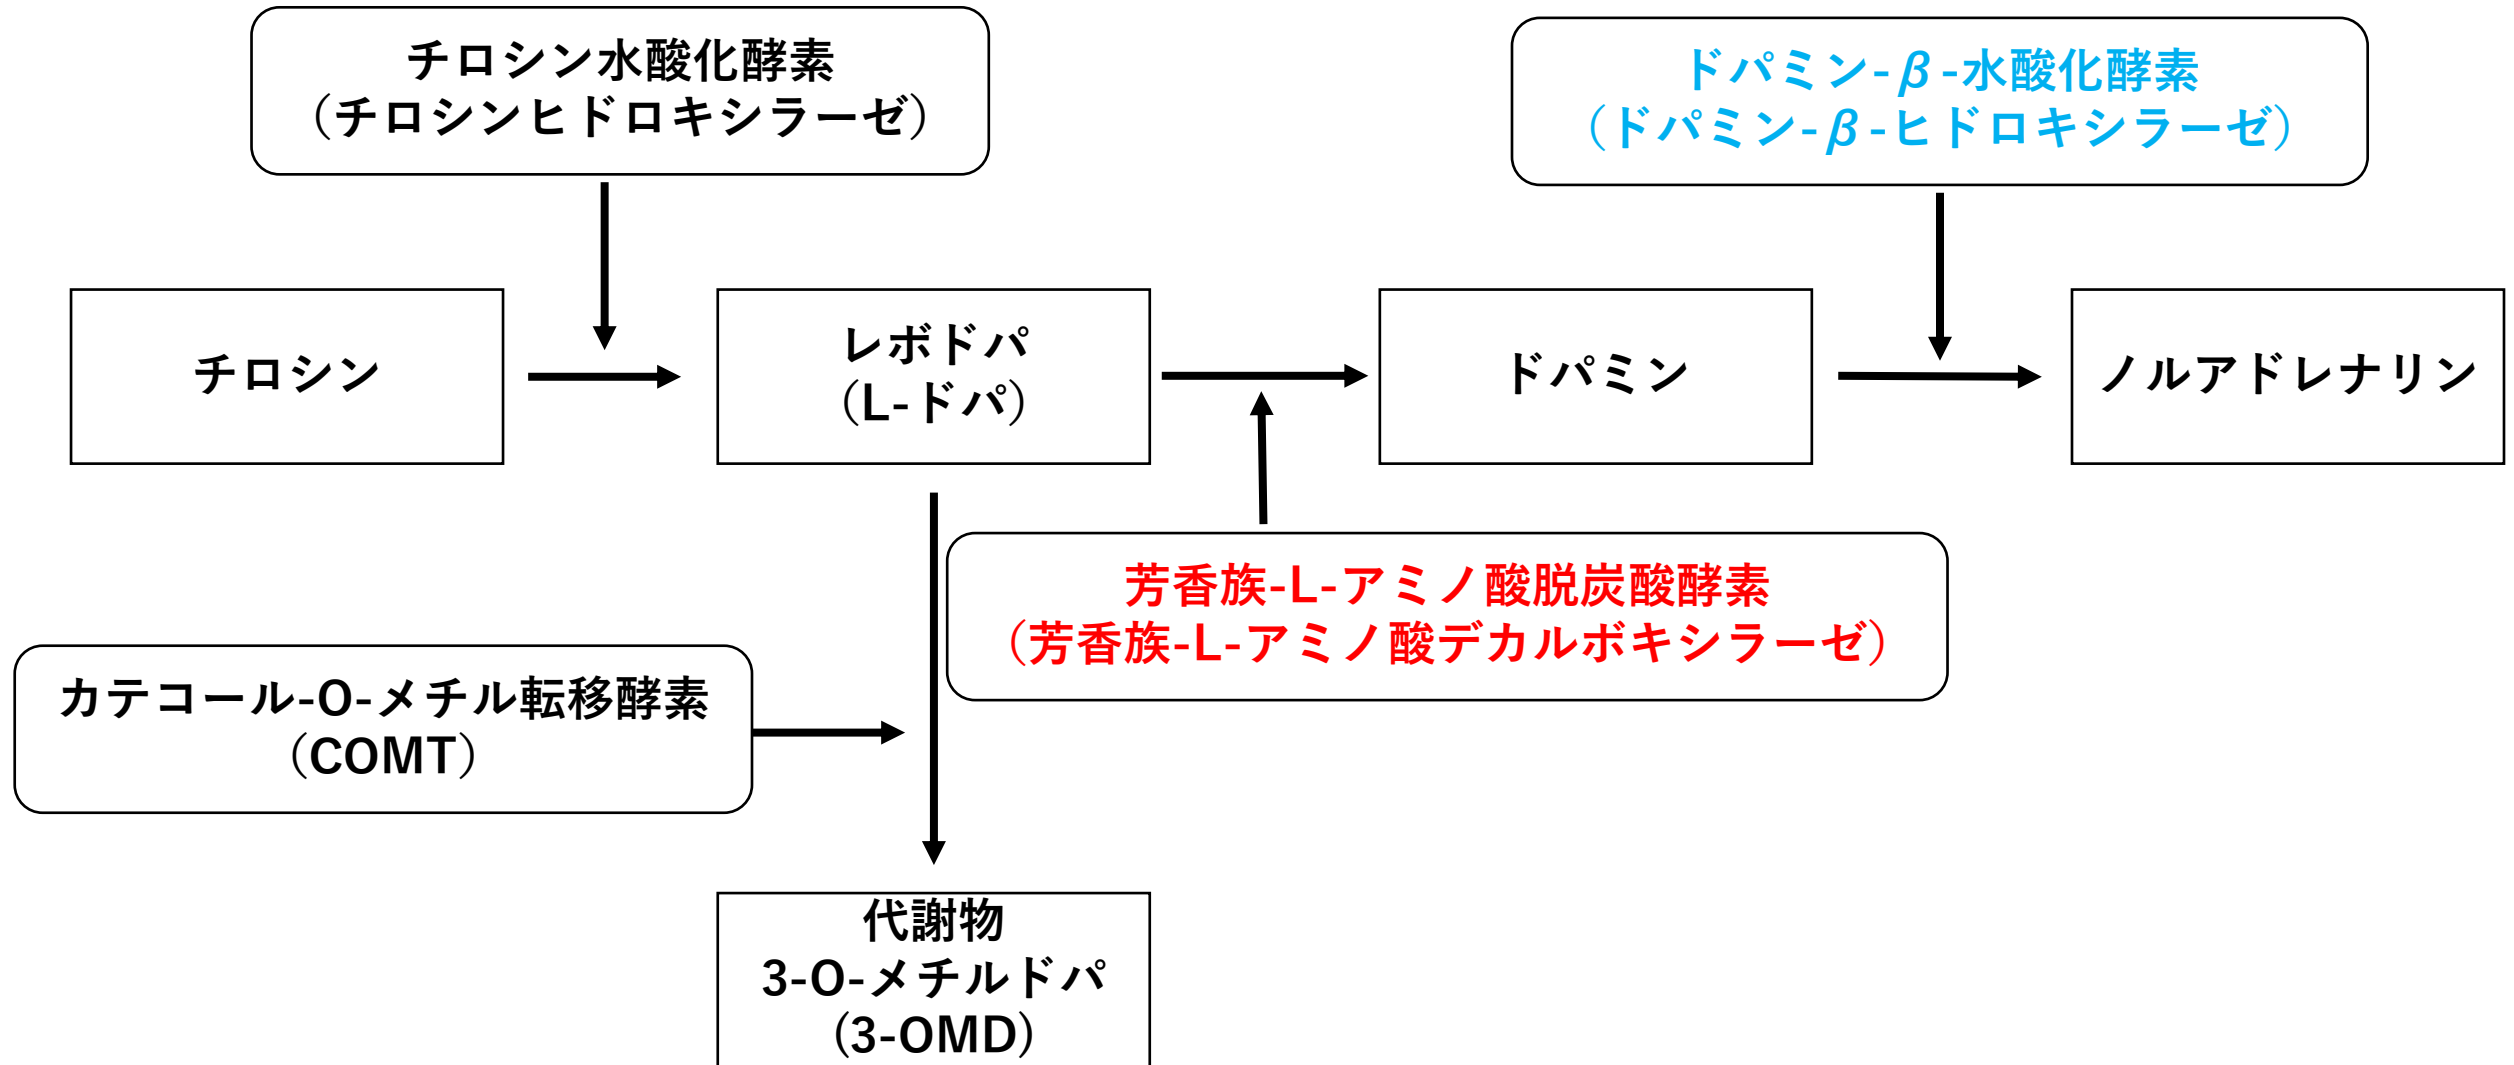 チロシン水酸化酵素
（チロシンヒドロキシラーゼ）
ドパミン-β-水酸化酵素
（ドパミン-β-ヒドロキシラーゼ）
チロシン
レボドパ
（L-ドパ）
ドパミン
ノルアドレナリン
芳香族-L-アミノ酸脱炭酸酵素
（芳香族-L-アミノ酸デカルボキシラーゼ）
カテコール-O-メチル転移酵素
（COMT）
代謝物
3-O-メチルドパ
（3-OMD）